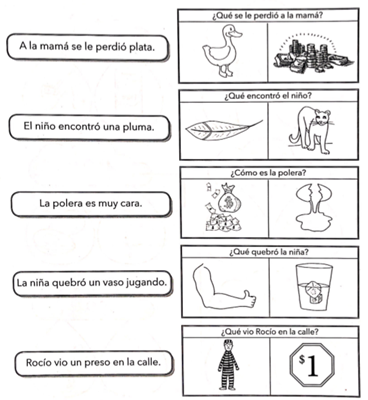 ¿Qué se le perdió a la mamá?
A la mamá se le perdió plata.
¿Qué encontró el niño?
El niño encontró una pluma.
¿Cómo es la polera?
La polera es muy cara.
$
¿Qué quebró la niña?
La niña quebró un vaso jugando.
¿Qué vio Rocío en la calle?
Rocío vio un preso en la calle.
$1